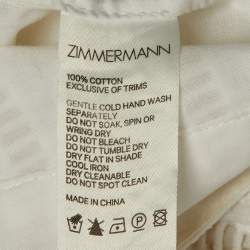 ZIMMERMANN
100% COTTON
EXCLUSIVE OF TRIMS
GENTLE COLD HAND WASH
SEPARATELY
DO NOT SOAK, SPIN OR
WRING DRY
DO NOT BLEACH
DO NOT TUMBLE DRY
DRY FLAT IN SHADE
COOL IRON
DRY CLEANABLE
DO NOT SPOT CLEAN
MADE IN CHINA